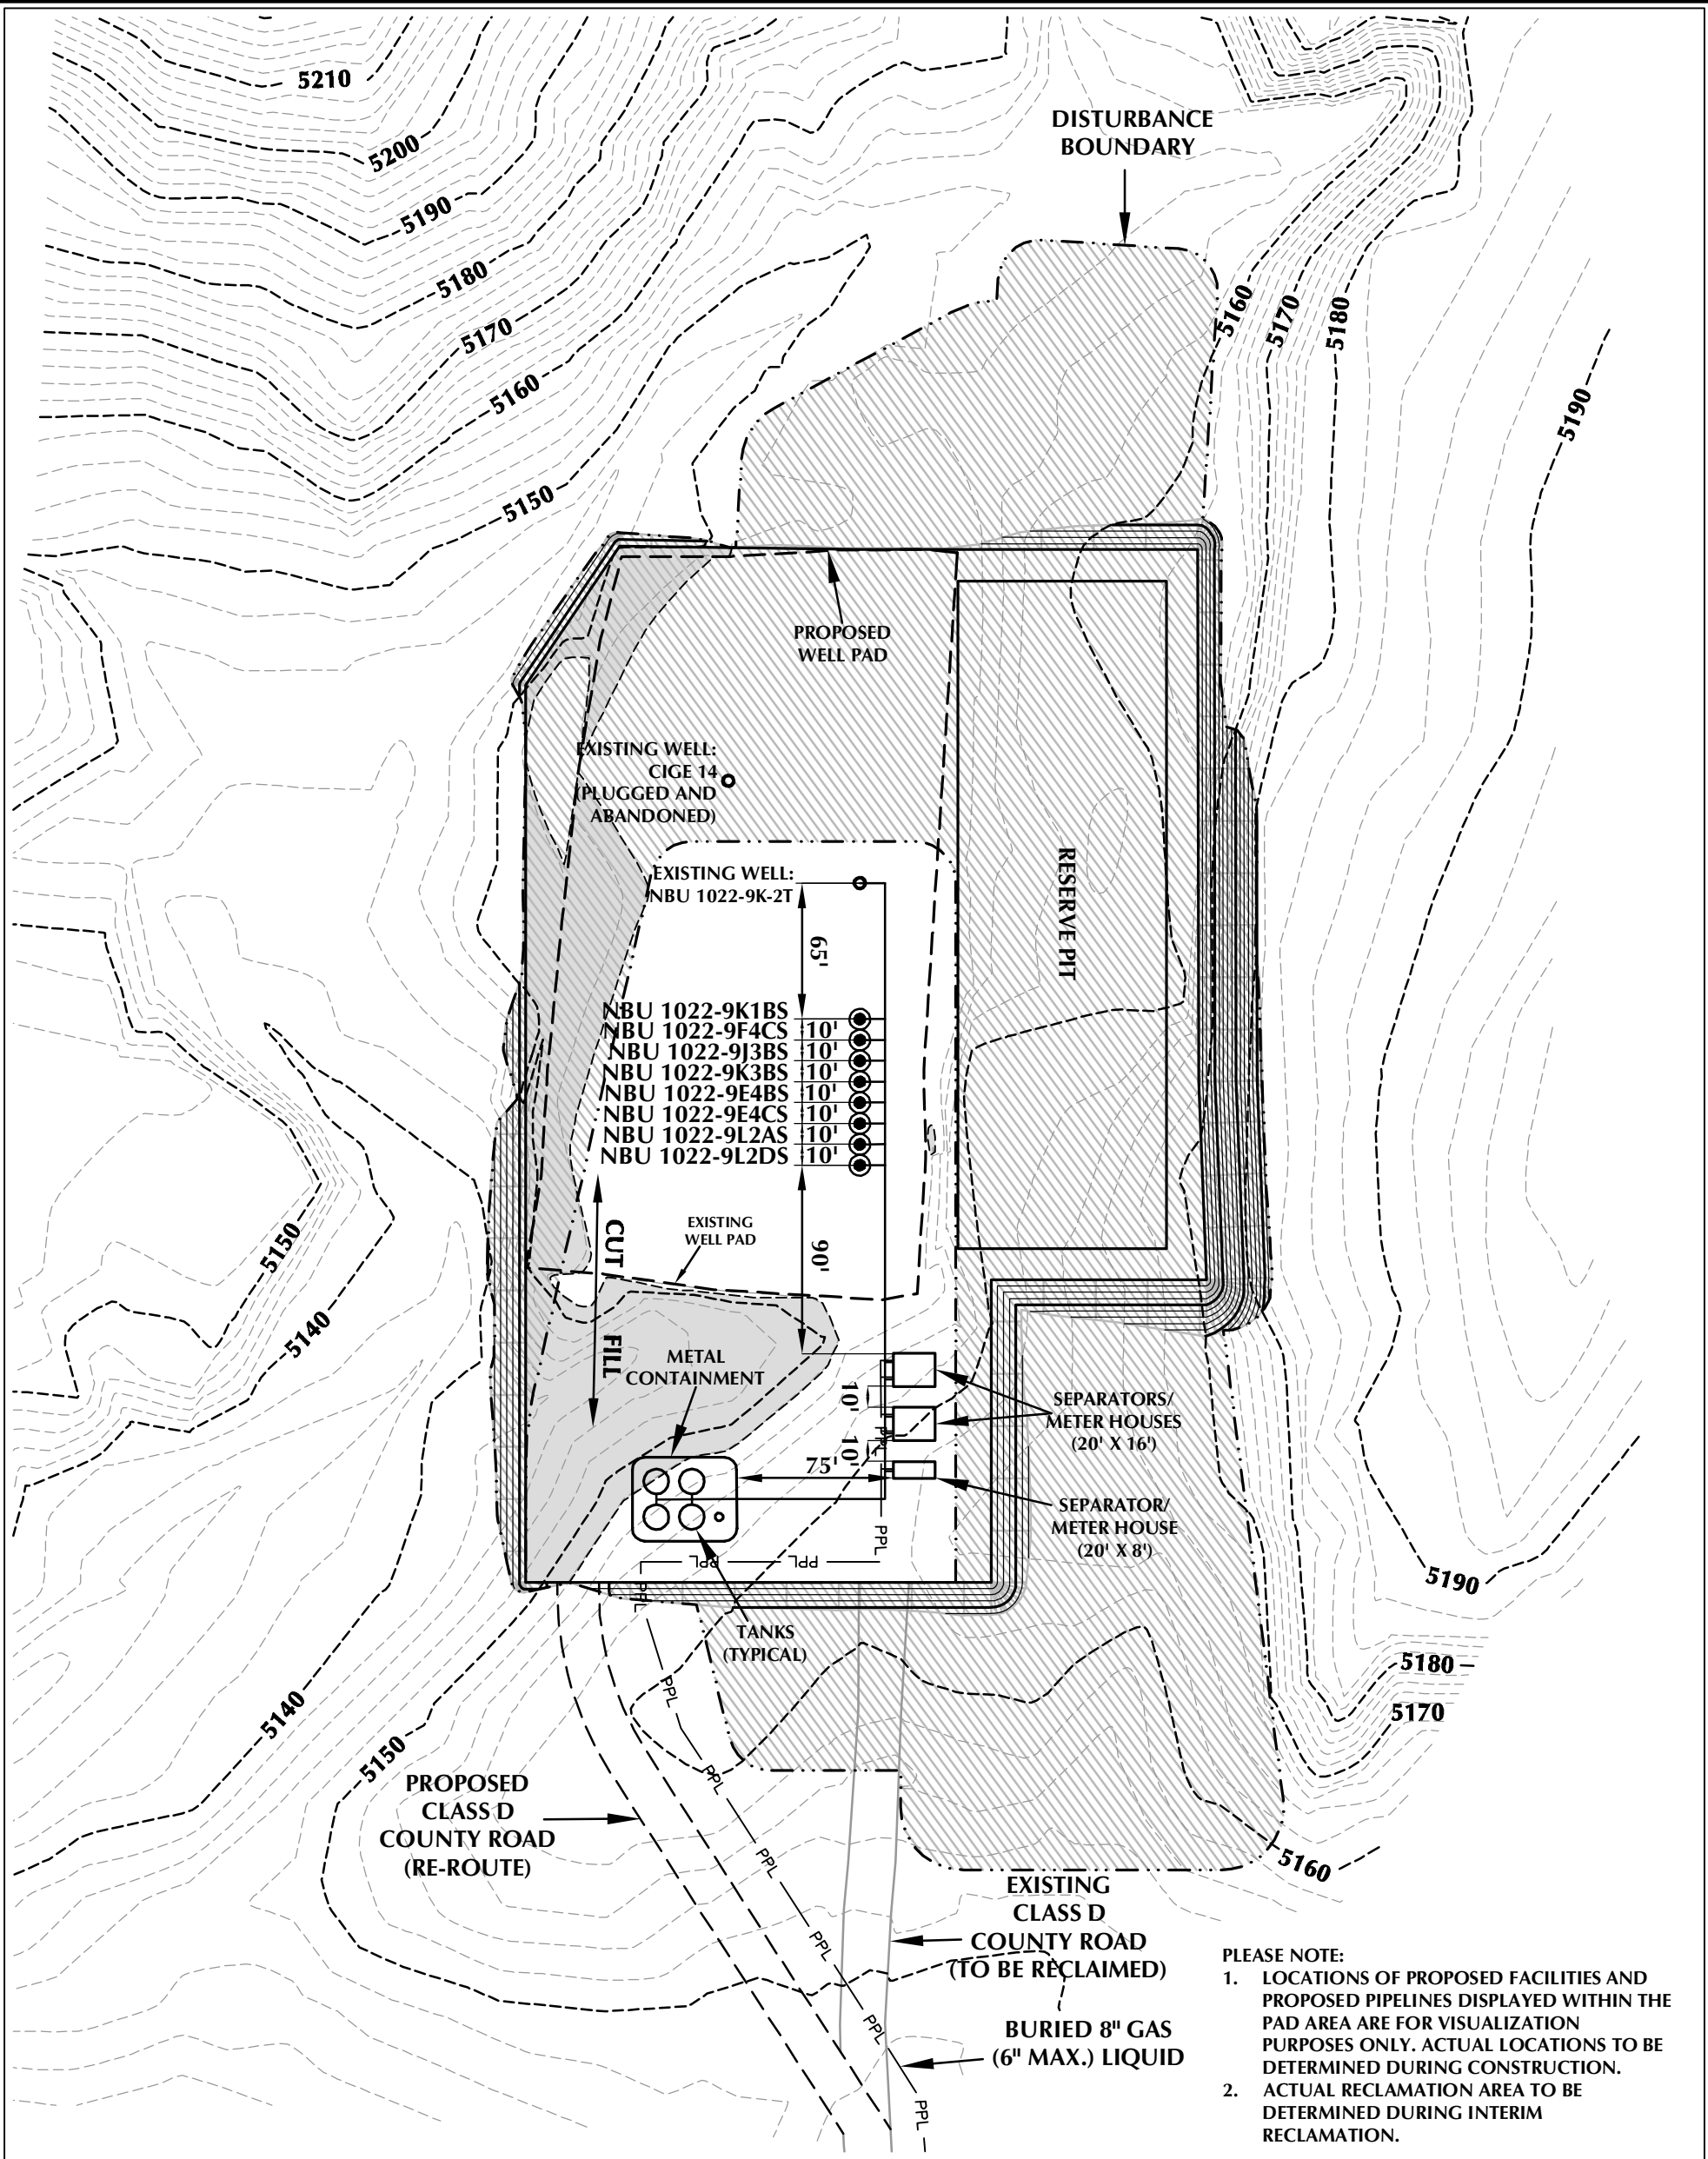 5210
5200
5190
5180
5170
5160
5150
DISTURBANCE
BOUNDARY
5160
5170
5180
5190
PROPOSED
WELL PAD
EXISTING WELL:
CIGE 14
(PLUGGED AND
ABANDONED)
EXISTING WELL:
NBU 1022-9K-2T
RESERVE PIT
65'
NBU 1022-9K1BS
NBU 1022-9F4CS 10'
NBU 1022-9J3BS 10'
NBU 1022-9K3BS 10'
NBU 1022-9E4BS 10'
NBU 1022-9E4CS 10'
NBU 1022-9L2AS 10'
NBU 1022-9L2DS 10'
CUT
FILL
EXISTING
WELL PAD
90'
5150
5140
METAL
CONTAINMENT
10'
10'
75'
SEPARATORS/
METER HOUSES
(20' X 16')
SEPARATOR/
METER HOUSE
(20' X 8')
PPL
PPL
PPL
PPL
PPL
PPL
TANKS
(TYPICAL)
5190
5180
5170
5160
5140
5150
PPL
PPL
PPL
PPL
PPL
PPL
PROPOSED
CLASS D
COUNTY ROAD
(RE-ROUTE)
EXISTING
CLASS D
COUNTY ROAD
(TO BE RECLAIMED)
BURIED 8" GAS
(6" MAX.) LIQUID
PLEASE NOTE:
1. LOCATIONS OF PROPOSED FACILITIES AND
PROPOSED PIPELINES DISPLAYED WITHIN THE
PAD AREA ARE FOR VISUALIZATION
PURPOSES ONLY. ACTUAL LOCATIONS TO BE
DETERMINED DURING CONSTRUCTION.
2. ACTUAL RECLAMATION AREA TO BE
DETERMINED DURING INTERIM
RECLAMATION.